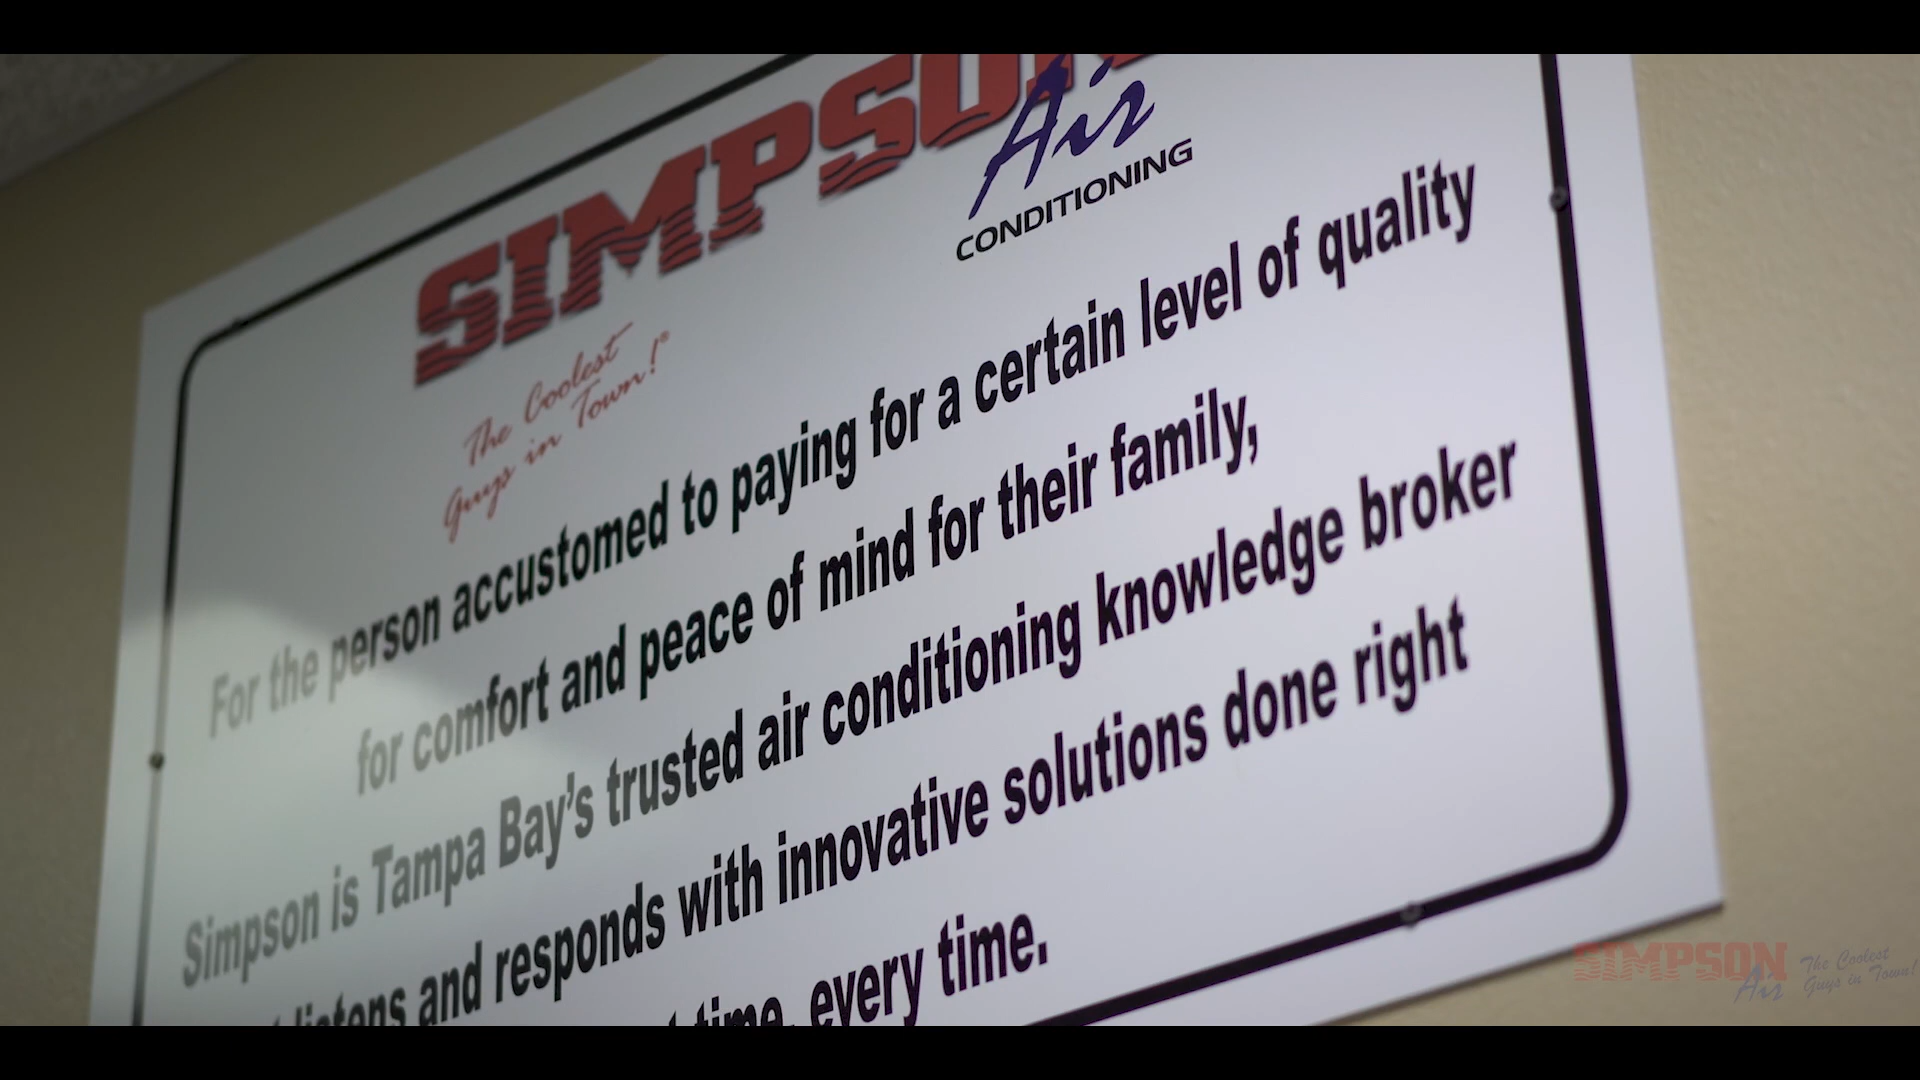 SIMPSON
Air
CONDITIONING
The Coolest
Guys in Town!®
For the person accustomed to paying for a certain level of quality
for comfort and peace of mind for their family,
Simpson is Tampa Bay's trusted air conditioning knowledge broker
listens and responds with innovative solutions done right
time, every time.
SIMPSON
Air
The Coolest
Guys in Town!